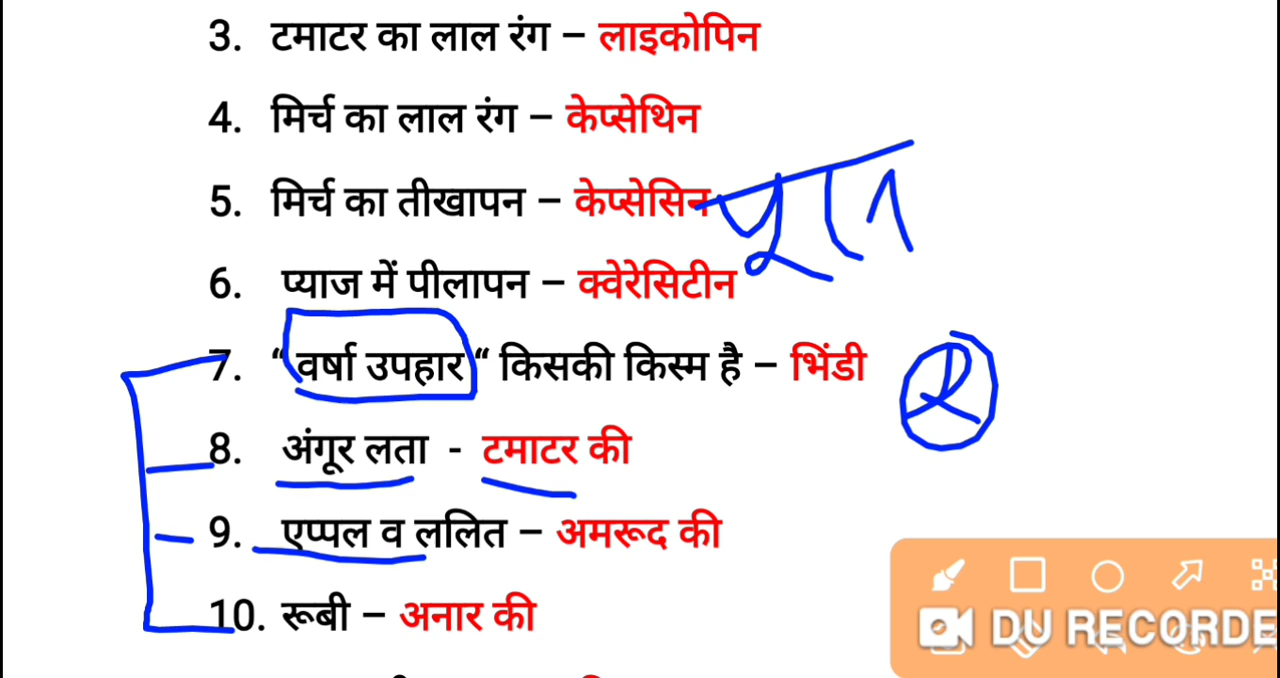 3. टमाटर का लाल रंग – लाइकोपिन
4. मिर्च का लाल रंग – केप्सेथिन
5. मिर्च का तीखापन – केप्सेसिन
6. प्याज में पीलापन – क्वेरेसिटीन
7. “ वर्षा उपहार “ किसकी किस्म है – भिंडी
8. अंगूर लता - टमाटर की
9. एप्पल व ललित – अमरूद की
10. रूबी – अनार की
DU RECORDE